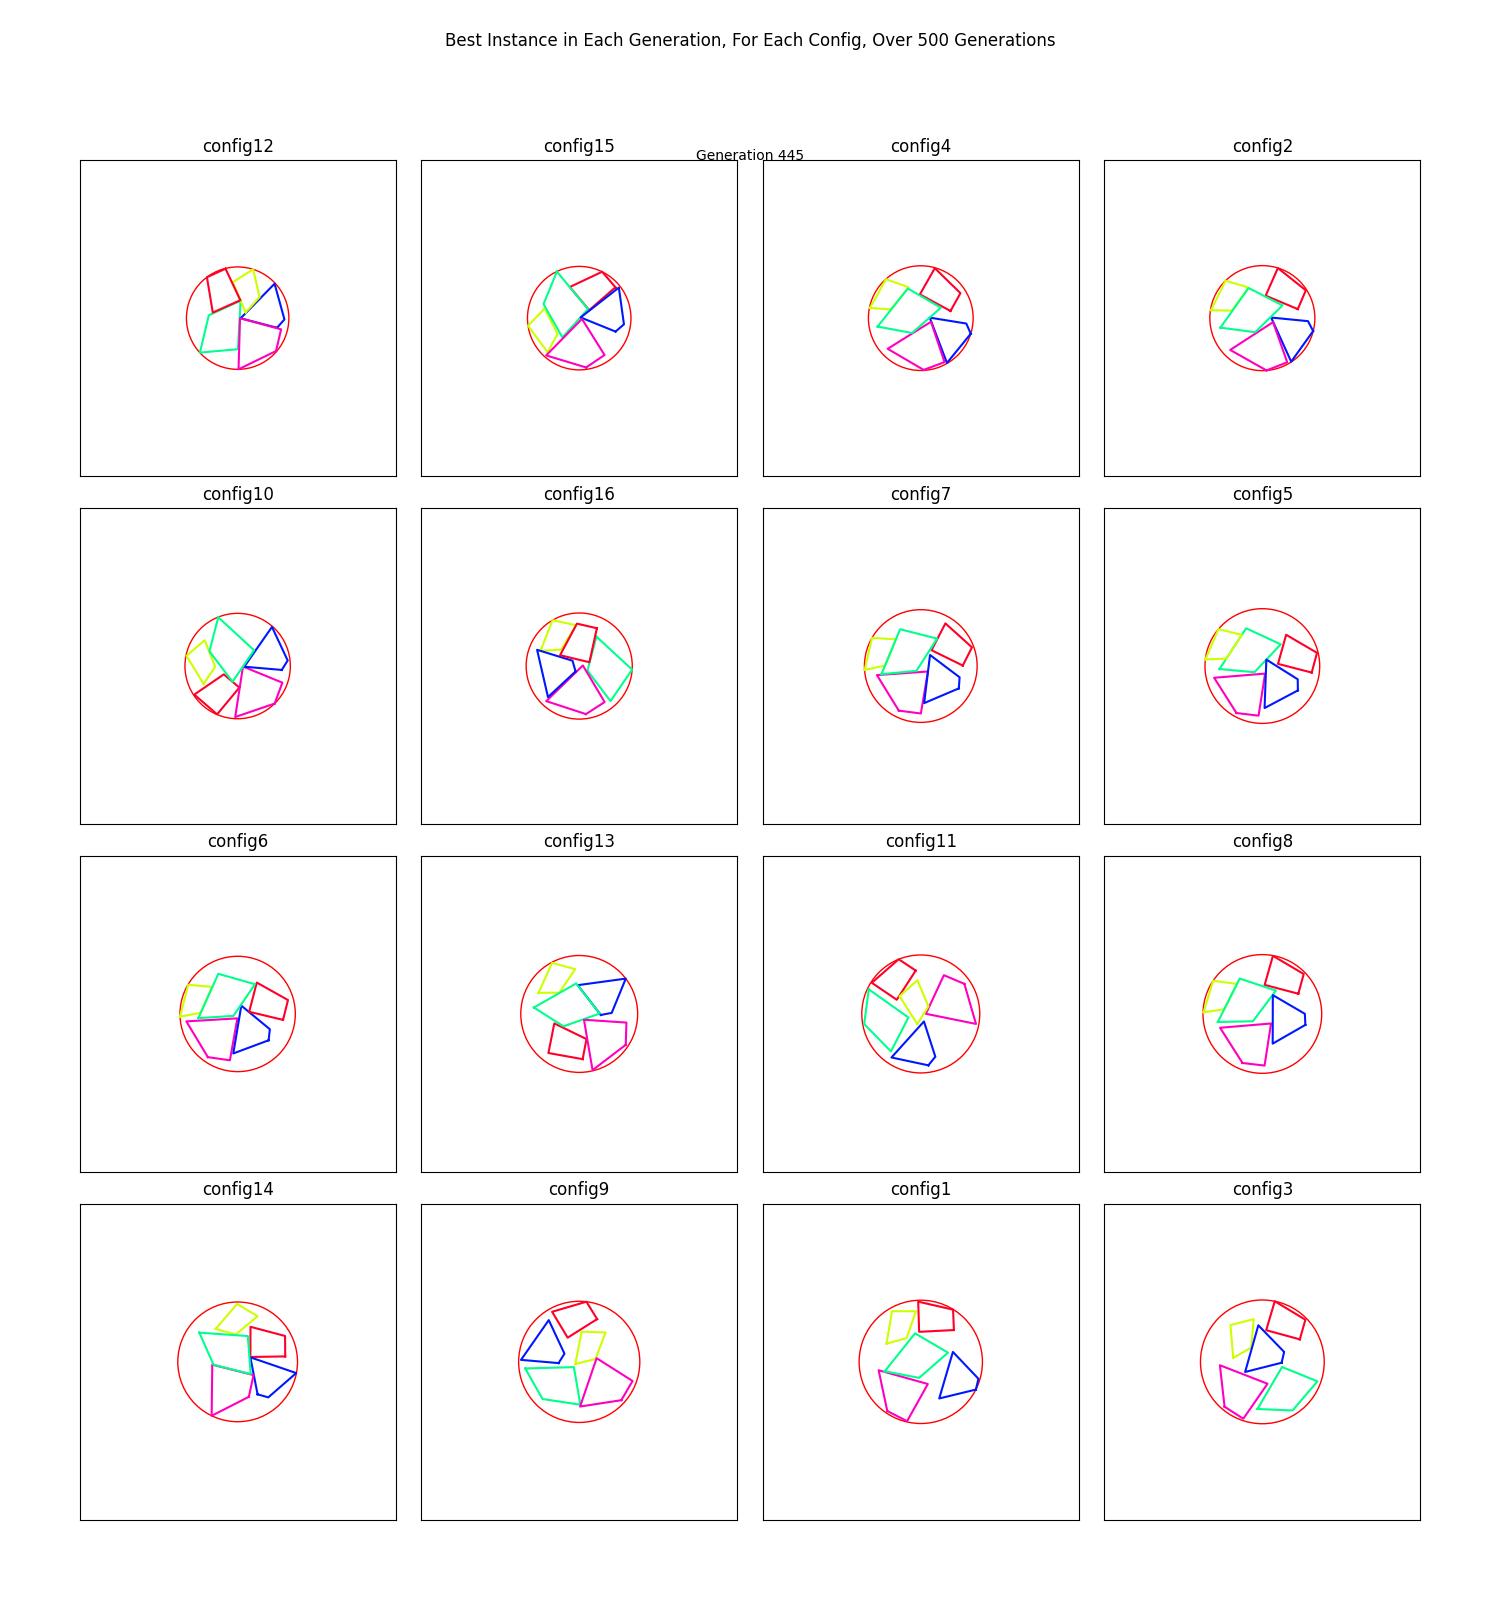 Best Instance in Each Generation, For Each Config, Over 500 Generations
Generation 445
config12
config15
config4
config2
config10
config16
config7
config5
config6
config13
config11
config8
config14
config9
config1
config3